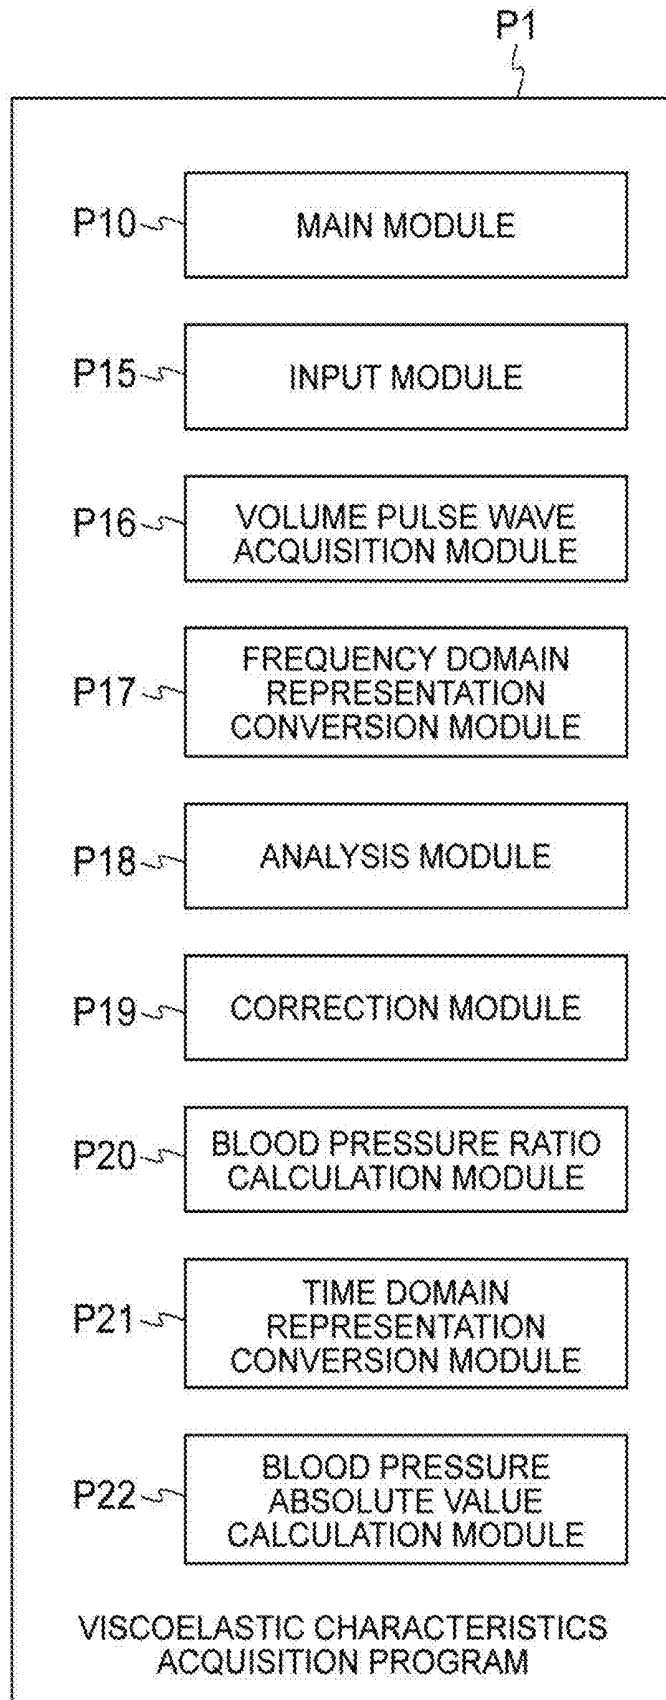 P1
P10
MAIN MODULE
P15
INPUT MODULE
P16
VOLUME PULSE WAVE
ACQUISITION MODULE
P17
FREQUENCY DOMAIN
REPRESENTATION
CONVERSION MODULE
P18
ANALYSIS MODULE
P19
CORRECTION MODULE
P20
BLOOD PRESSURE RATIO
CALCULATION MODULE
P21
TIME DOMAIN
REPRESENTATION
CONVERSION MODULE
P22
BLOOD PRESSURE
ABSOLUTE VALUE
CALCULATION MODULE
VISCOELASTIC CHARACTERISTICS
ACQUISITION PROGRAM